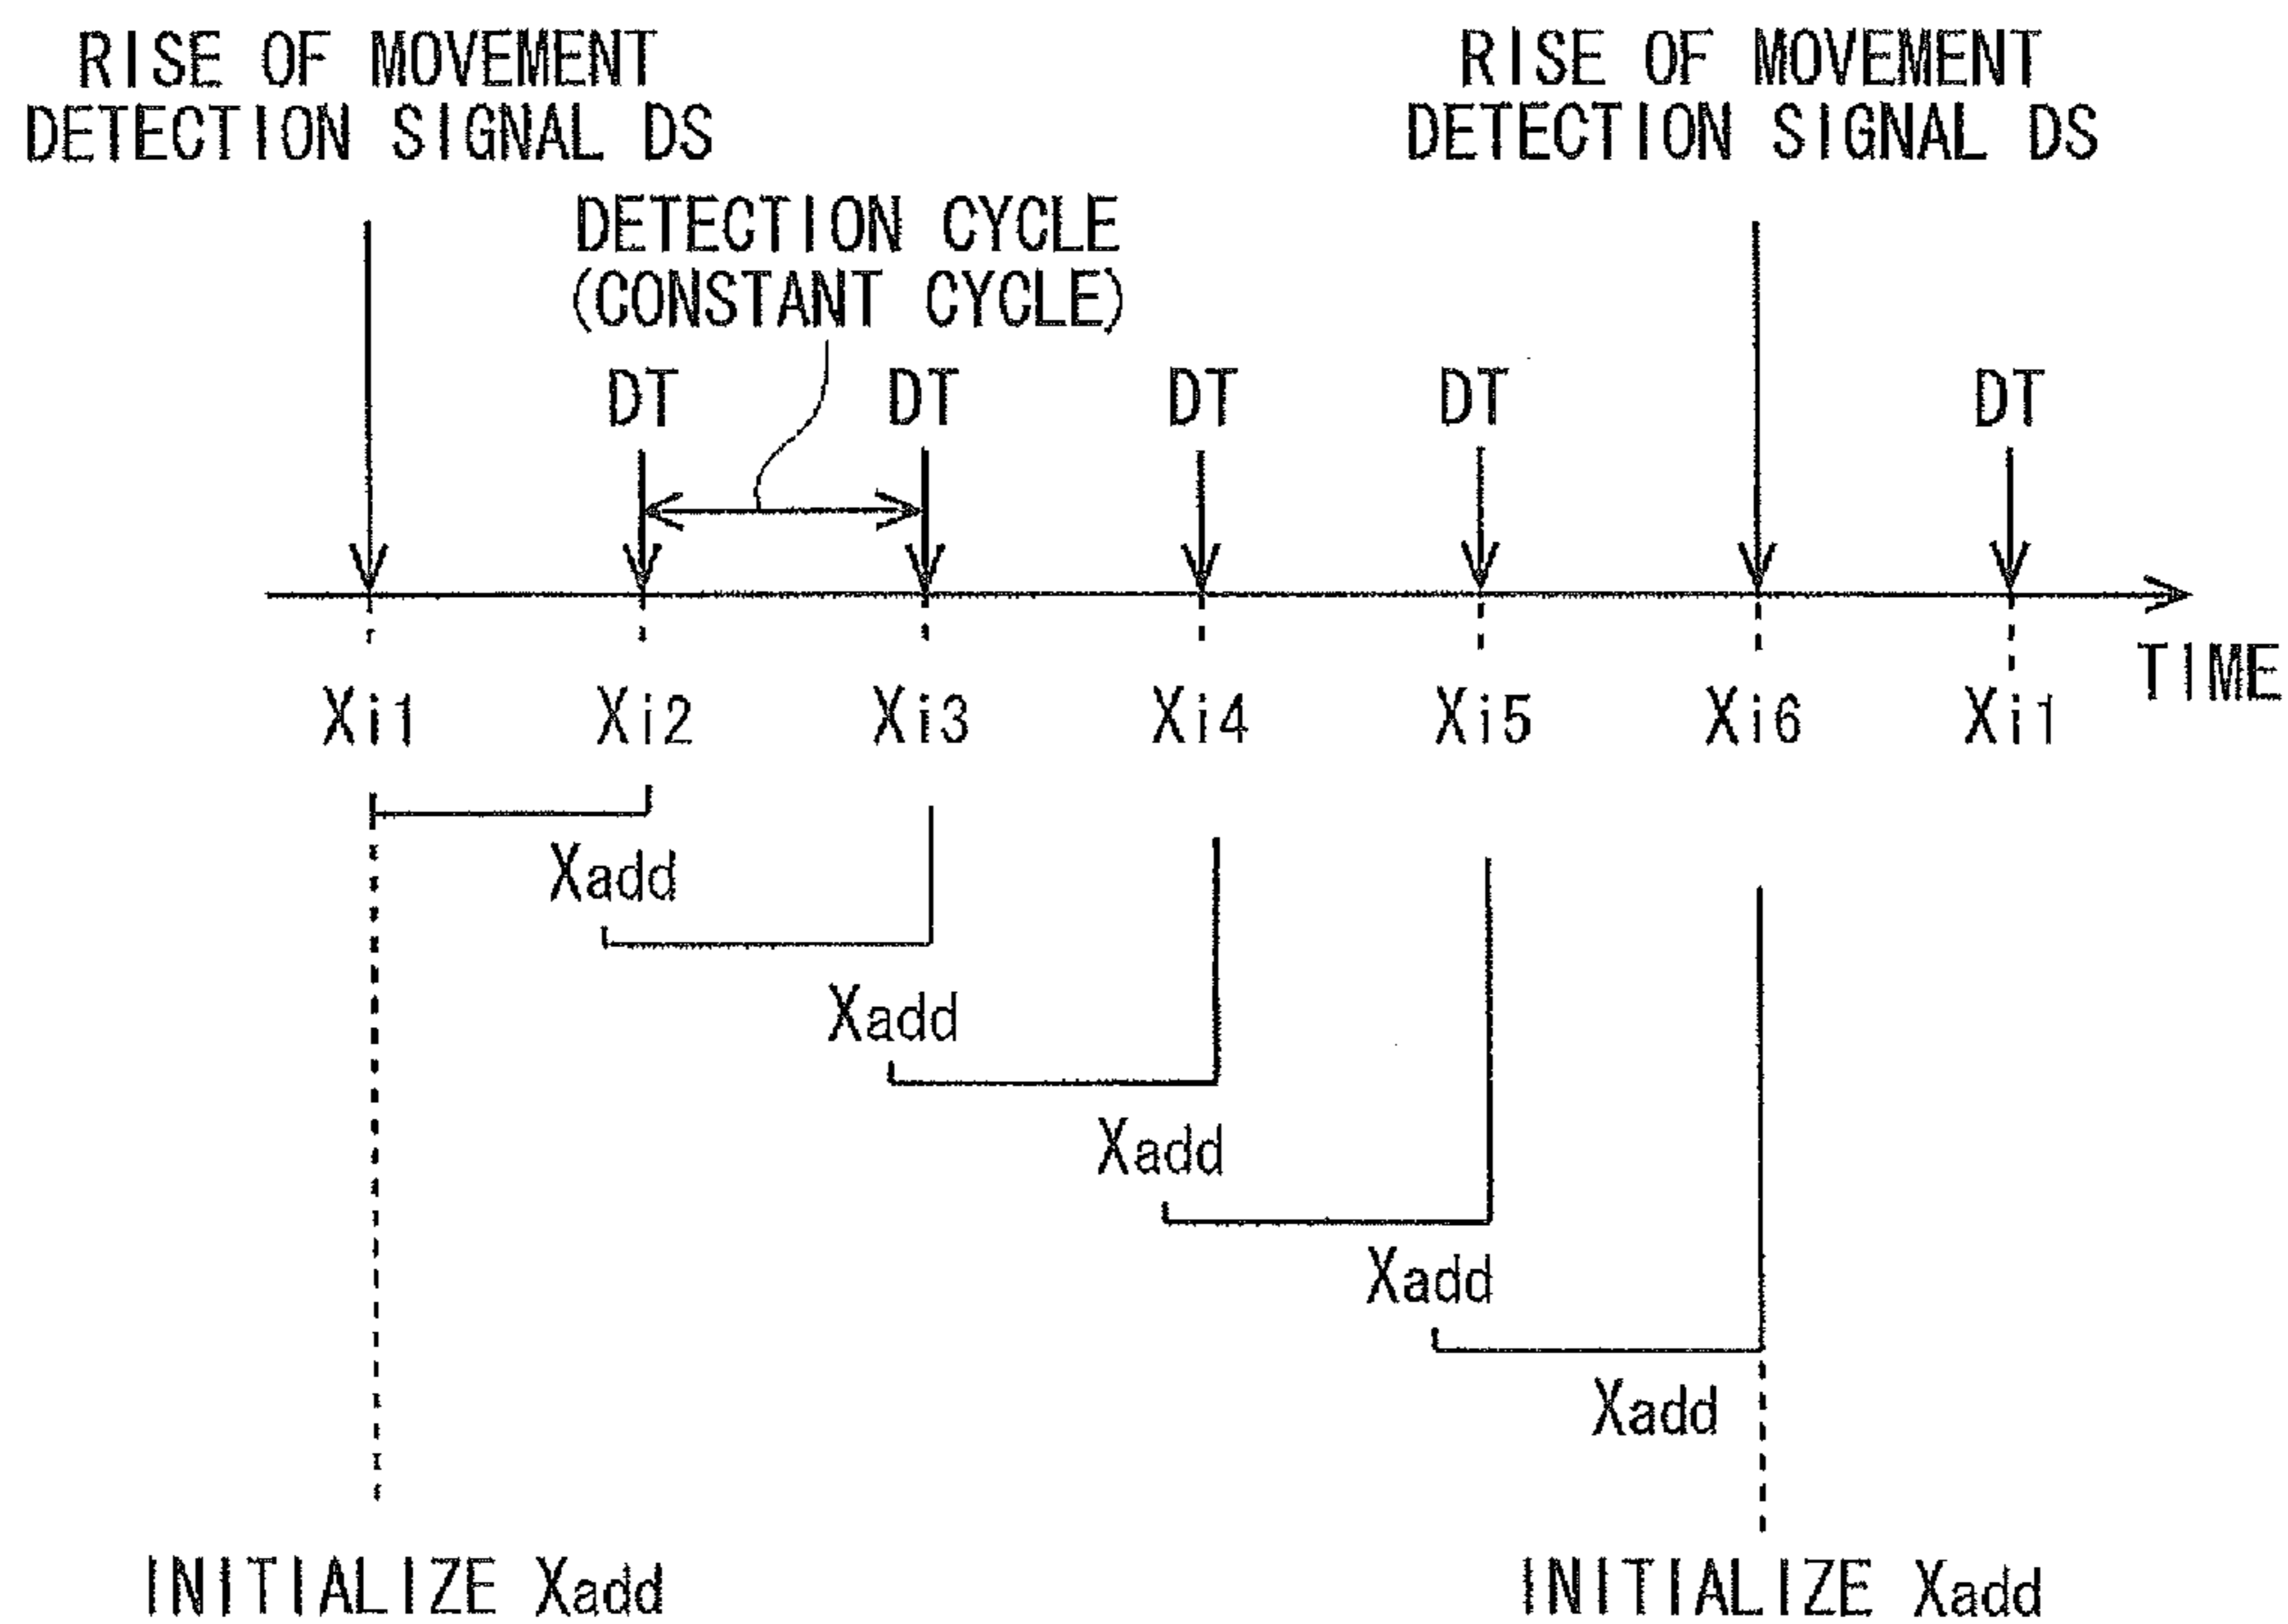 RISE OF MOVEMENT
DETECTION SIGNAL DS
RISE OF MOVEMENT
DETECTION SIGNAL DS
DETECTION CYCLE
(CONSTANT CYCLE)
DT DT DT DT DT
TIME
Xi1 Xi2 Xi3 Xi4 Xi5 Xi6 Xi1
Xadd
Xadd
Xadd
Xadd
Xadd
INITIALIZE Xadd INITIALIZE Xadd